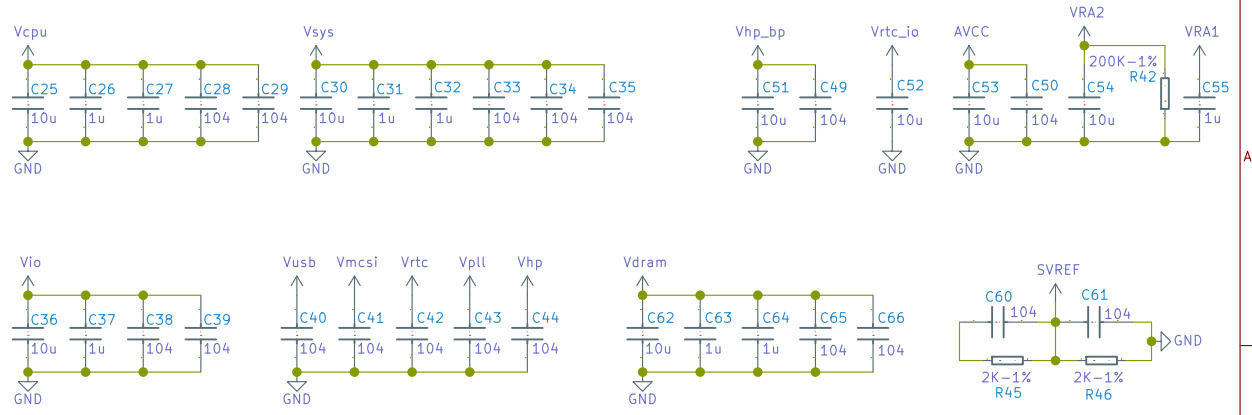 Vcpu
C25 C26 C27 C28 C29
10u 1u 1u 104 104
GND
Vsys
C30 C31 C32 C33 C34 C35
10u 1u 1u 104 104 104
GND
Vhp_bp
C51 C49
10u 104
GND
Vrtc_io
C52
10u
GND
AVCC
C53 C50
10u 104
GND
VRA2
200K-1%
R42
C54
10u
VRA1
C55
1u
A
Vio
C36 C37 C38 C39
10u 1u 104 104
GND
Vusb Vmcsi Vrtc Vpll Vhp
C40 C41 C42 C43 C44
104 104 104 104 104
GND
Vdram
C62 C63 C64 C65 C66
10u 1u 1u 104 104
GND
SVREF
C60 C61
104 104
GND
2K-1% 2K-1%
R45 R46